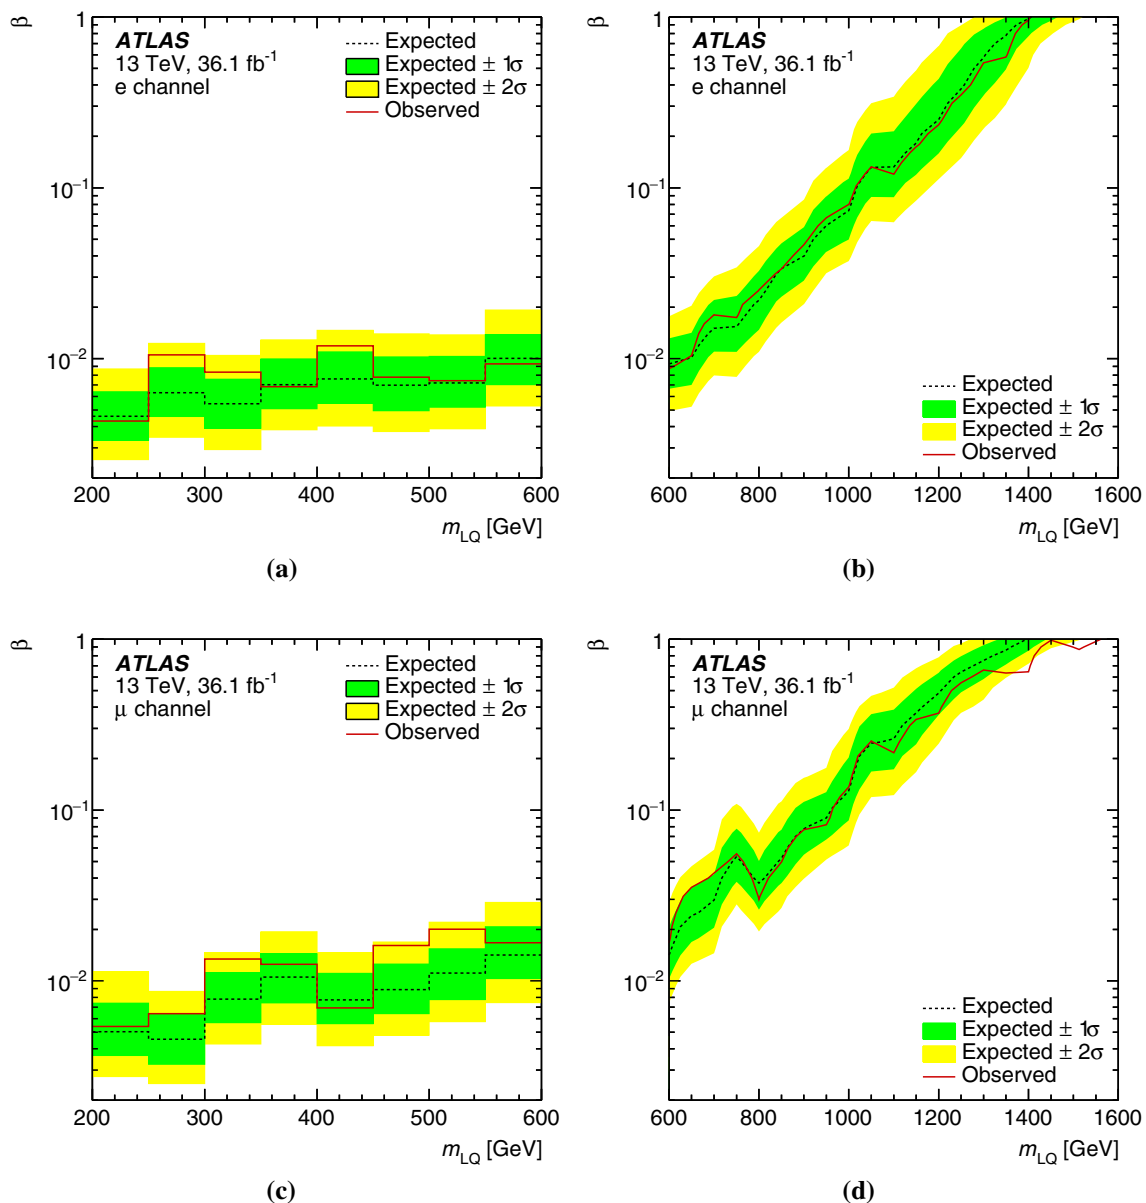 β
1
10⁻¹
10⁻²
ATLAS
13 TeV, 36.1 fb⁻¹
e channel
Expected
Expected ± 1σ
Expected ± 2σ
Observed
200 300 400 500 600
m_LQ [GeV]
(a)
β
1
10⁻¹
10⁻²
ATLAS
13 TeV, 36.1 fb⁻¹
e channel
Expected
Expected ± 1σ
Expected ± 2σ
Observed
600 800 1000 1200 1400 1600
m_LQ [GeV]
(b)
β
1
10⁻¹
10⁻²
ATLAS
13 TeV, 36.1 fb⁻¹
μ channel
Expected
Expected ± 1σ
Expected ± 2σ
Observed
200 300 400 500 600
m_LQ [GeV]
(c)
β
1
10⁻¹
10⁻²
ATLAS
13 TeV, 36.1 fb⁻¹
μ channel
Expected
Expected ± 1σ
Expected ± 2σ
Observed
600 800 1000 1200 1400 1600
m_LQ [GeV]
(d)